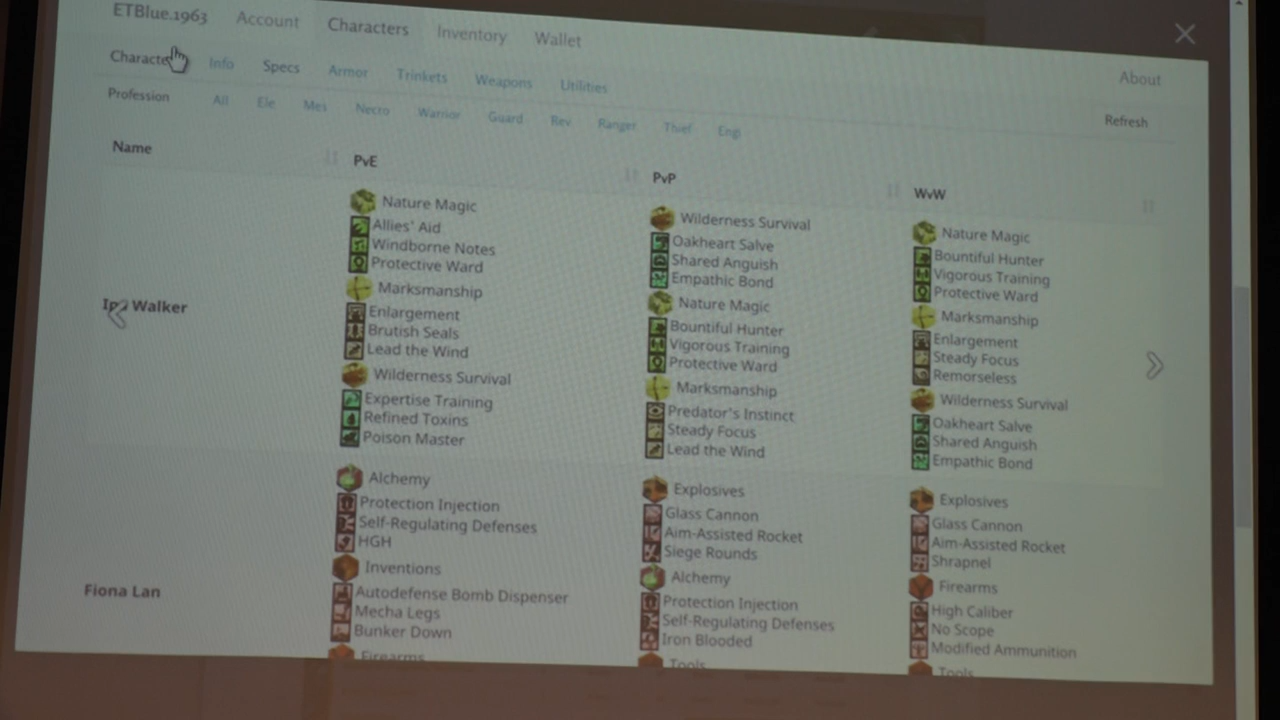 ETBlue.1963 Account Characters Inventory Wallet
About
Info Specs Armor Trinkets Weapons Utilities
Profession All Ele Mes Necro Warrior Guard Rev Ranger Thief Engi
Refresh
Name PvE PvP WvW
Walker
Nature Magic
Allies' Aid
Windborne Notes
Protective Ward
Marksmanship
Enlargement
Brutish Seals
Lead the Wind
Wilderness Survival
Expertise Training
Refined Toxins
Poison Master
Wilderness Survival
Oakheart Salve
Shared Anguish
Empathic Bond
Nature Magic
Bountiful Hunter
Vigorous Training
Protective Ward
Marksmanship
Predator's Instinct
Steady Focus
Lead the Wind
Nature Magic
Bountiful Hunter
Vigorous Training
Protective Ward
Marksmanship
Enlargement
Steady Focus
Remorseless
Wilderness Survival
Oakheart Salve
Shared Anguish
Empathic Bond
Fiona Lan
Alchemy
Protection Injection
Self-Regulating Defenses
HGH
Inventions
Autodefense Bomb Dispenser
Mecha Legs
Bunker Down
Firearms
Explosives
Glass Cannon
Aim-Assisted Rocket
Siege Rounds
Alchemy
Protection Injection
Self-Regulating Defenses
Iron Blooded
Tools
Explosives
Glass Cannon
Aim-Assisted Rocket
Shrapnel
Firearms
High Caliber
No Scope
Modified Ammunition
Tools